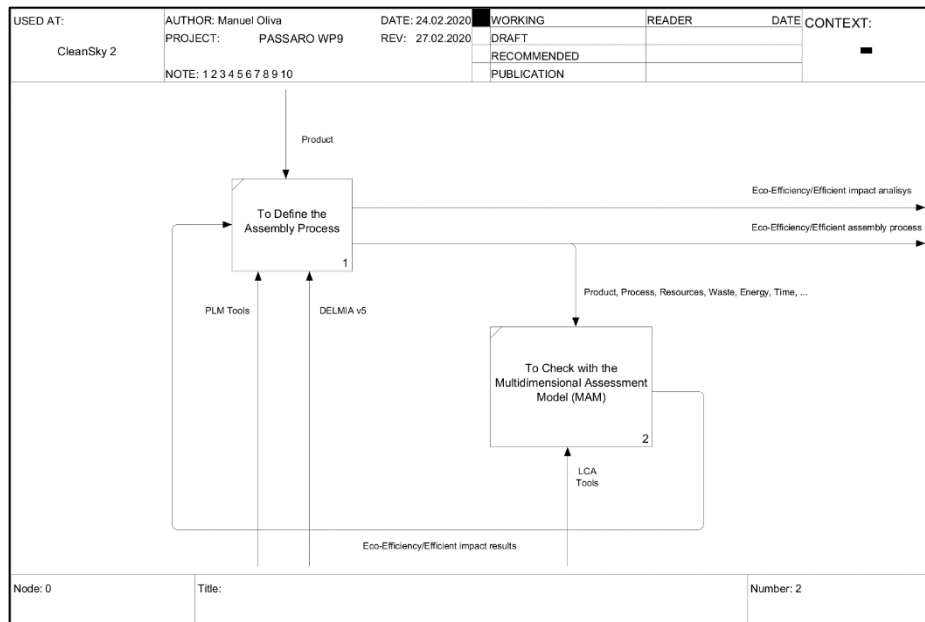 USED AT:
CleanSky 2
AUTHOR: Manuel Oliva
DATE: 24.02.2020
PROJECT: PASSARO WP9
REV: 27.02.2020
NOTE: 1 2 3 4 5 6 7 8 9 10
WORKING
DRAFT
RECOMMENDED
PUBLICATION
READER
DATE
CONTEXT:
Product
To Define the
Assembly Process
1
Eco-Efficiency/Efficient impact analisys
Eco-Efficiency/Efficient assembly process
PLM Tools
DELMIA v5
Product, Process, Resources, Waste, Energy, Time, ...
To Check with the
Multidimensional Assessment
Model (MAM)
2
LCA
Tools
Eco-Efficiency/Efficient impact results
Node: 0
Title:
Number: 2